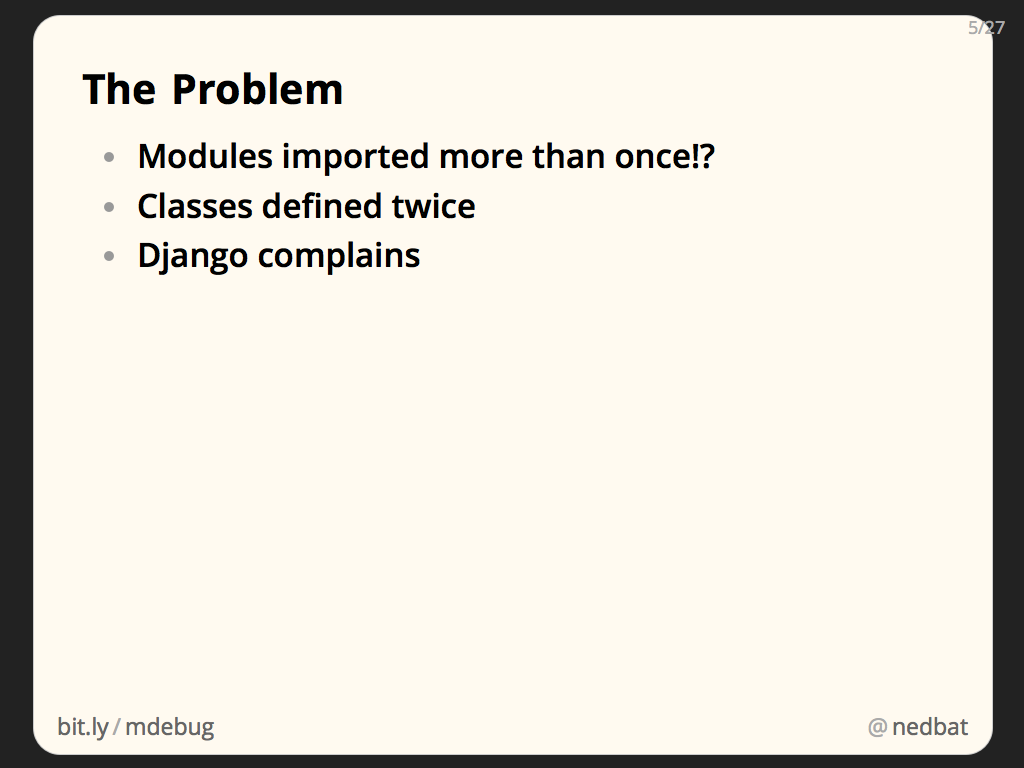 5/27
The Problem
• Modules imported more than once!?
• Classes defined twice
• Django complains
bit.ly/mdebug
@nedbat